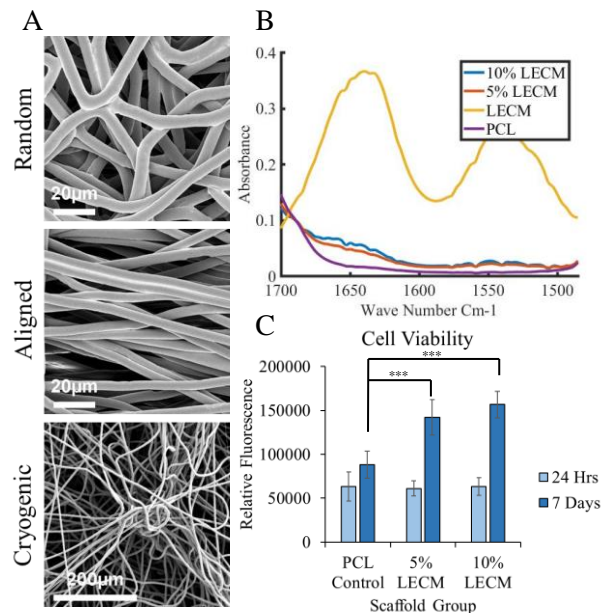 A
Random
20µm
Aligned
20µm
Cryogenic
200µm
B
0.4
0.3
0.2
0.1
0
Absorbance
10% LECM
5% LECM
LECM
PCL
1700
1650
1600
1550
1500
Wave Number Cm-1
C
Cell Viability
***
***
200000
150000
100000
50000
0
Relative Fluorescence
24 Hrs
7 Days
PCL
Control
5%
LECM
10%
LECM
Scaffold Group